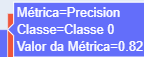 Métrica=Precision
Classe=Classe 0
Valor da Métrica=0.82